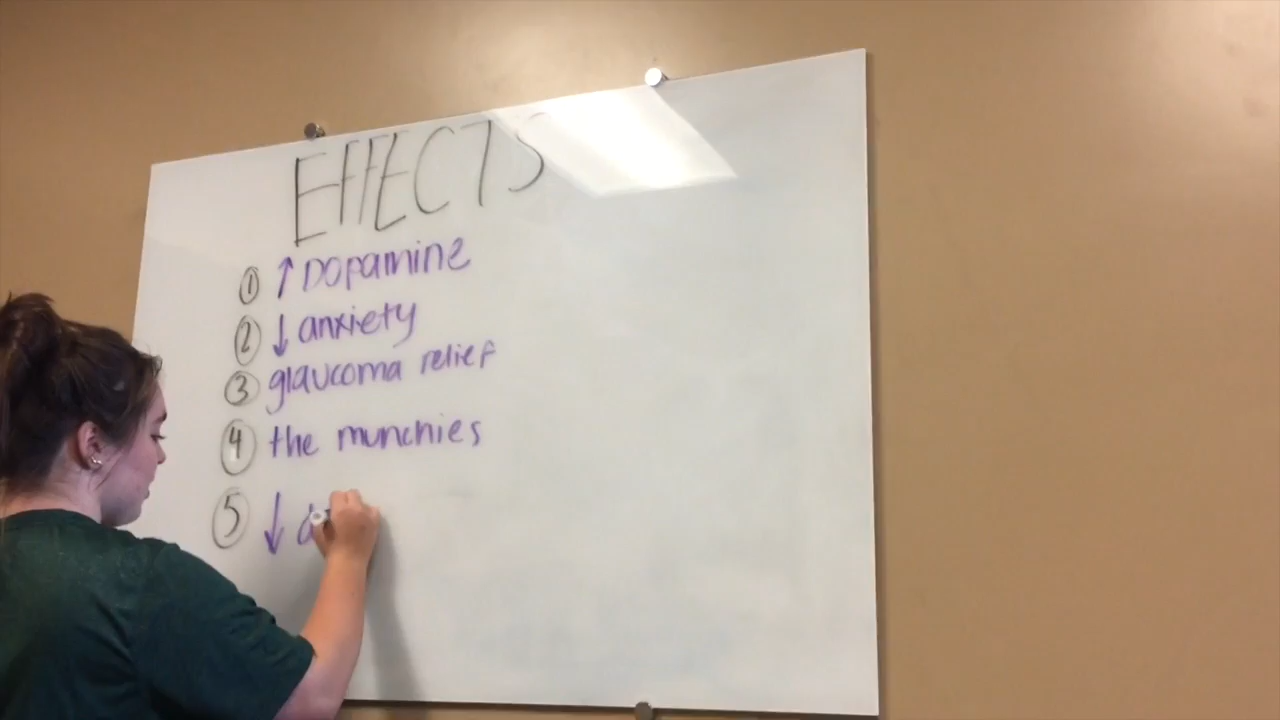 EFFECTS
① ↑ Dopamine
② ↓ anxiety
③ glaucoma relief
④ the munchies
⑤ ↓